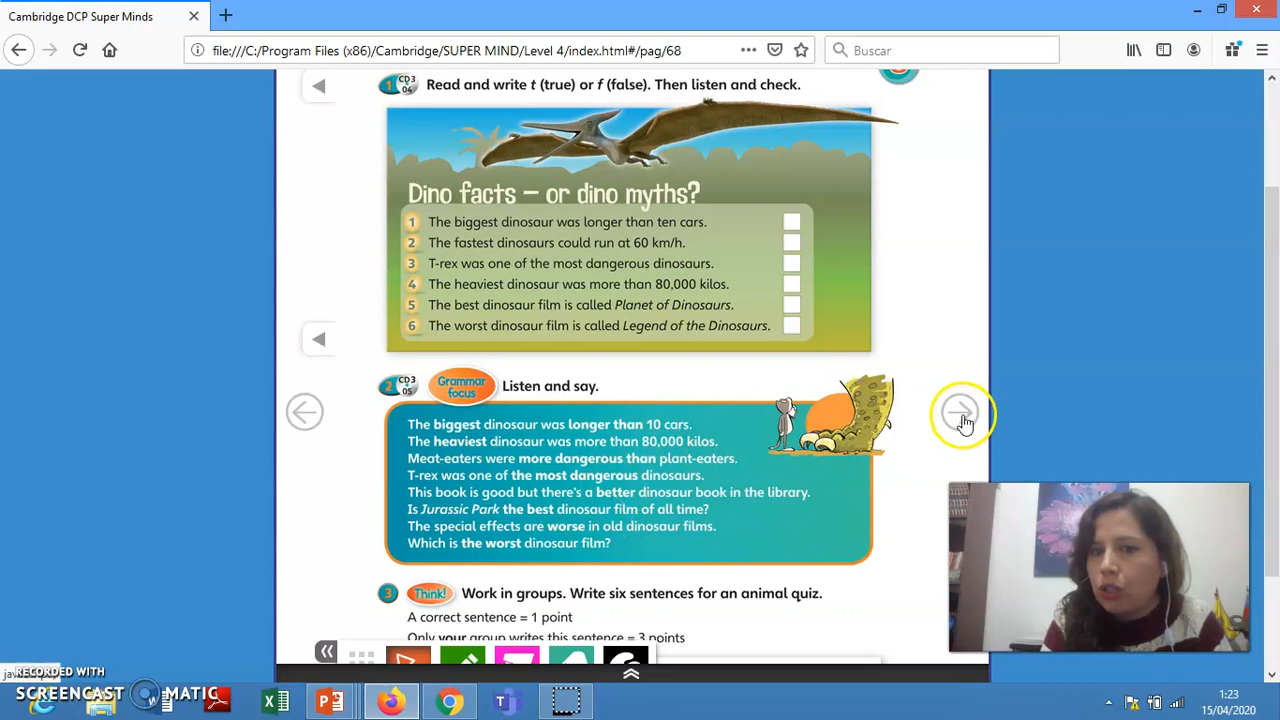 Cambridge DCP Super Minds
file:///C:/Program Files (x86)/Cambridge/SUPER MIND/Level 4/index.html#/pag/68
Buscar
1 CD3 04 Read and write t (true) or f (false). Then listen and check.
Dino facts – or dino myths?
1 The biggest dinosaur was longer than ten cars.
2 The fastest dinosaurs could run at 60 km/h.
3 T-rex was one of the most dangerous dinosaurs.
4 The heaviest dinosaur was more than 80,000 kilos.
5 The best dinosaur film is called Planet of Dinosaurs.
6 The worst dinosaur film is called Legend of the Dinosaurs.
2 CD3 05 Grammar focus Listen and say.
The biggest dinosaur was longer than 10 cars.
The heaviest dinosaur was more than 80,000 kilos.
Meat-eaters were more dangerous than plant-eaters.
T-rex was one of the most dangerous dinosaurs.
This book is good but there's a better dinosaur book in the library.
Is Jurassic Park the best dinosaur film of all time?
The special effects are worse in old dinosaur films.
Which is the worst dinosaur film?
3 Think! Work in groups. Write six sentences for an animal quiz.
A correct sentence = 1 point
Only your group writes this sentence = 3 points
RECORDED WITH
SCREENCAST MATIC
1:23
15/04/2020